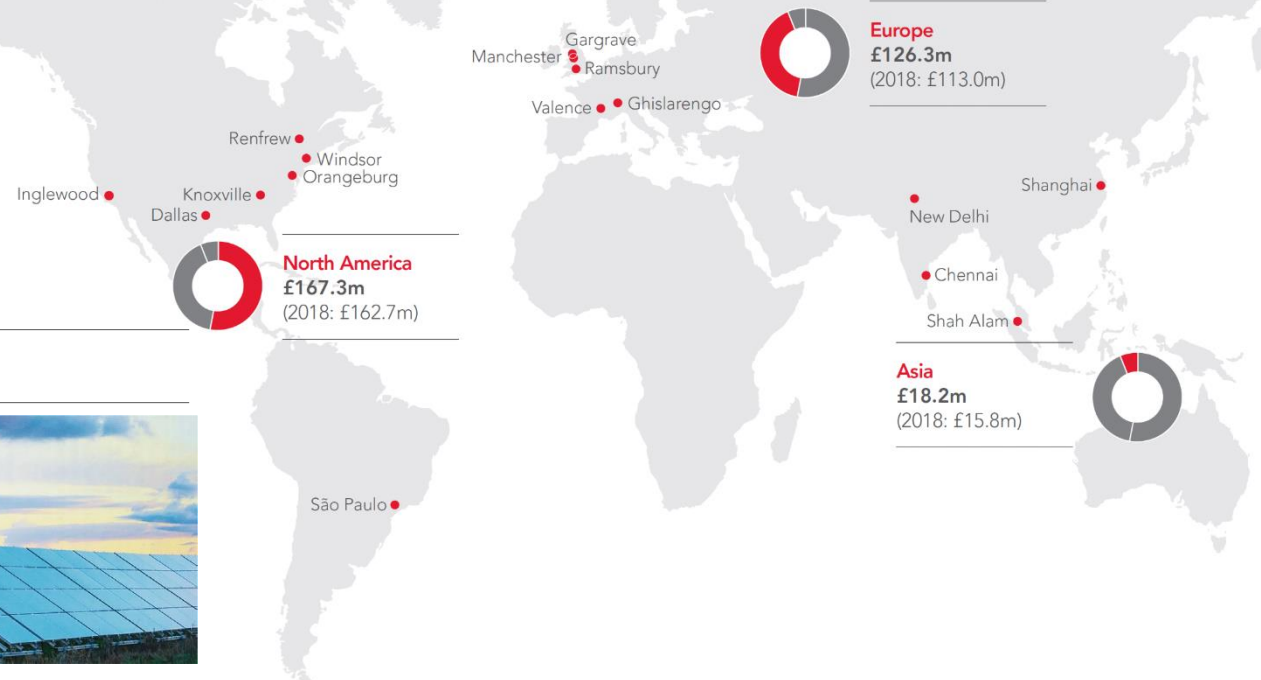 Gargrave
Manchester
Ramsbury
Valence
Ghislarengo
Europe
£126.3m
(2018: £113.0m)
Renfrew
Windsor
Orangeburg
Inglewood
Knoxville
Dallas
North America
£167.3m
(2018: £162.7m)
Shanghai
New Delhi
Chennai
Shah Alam
Asia
£18.2m
(2018: £15.8m)
São Paulo